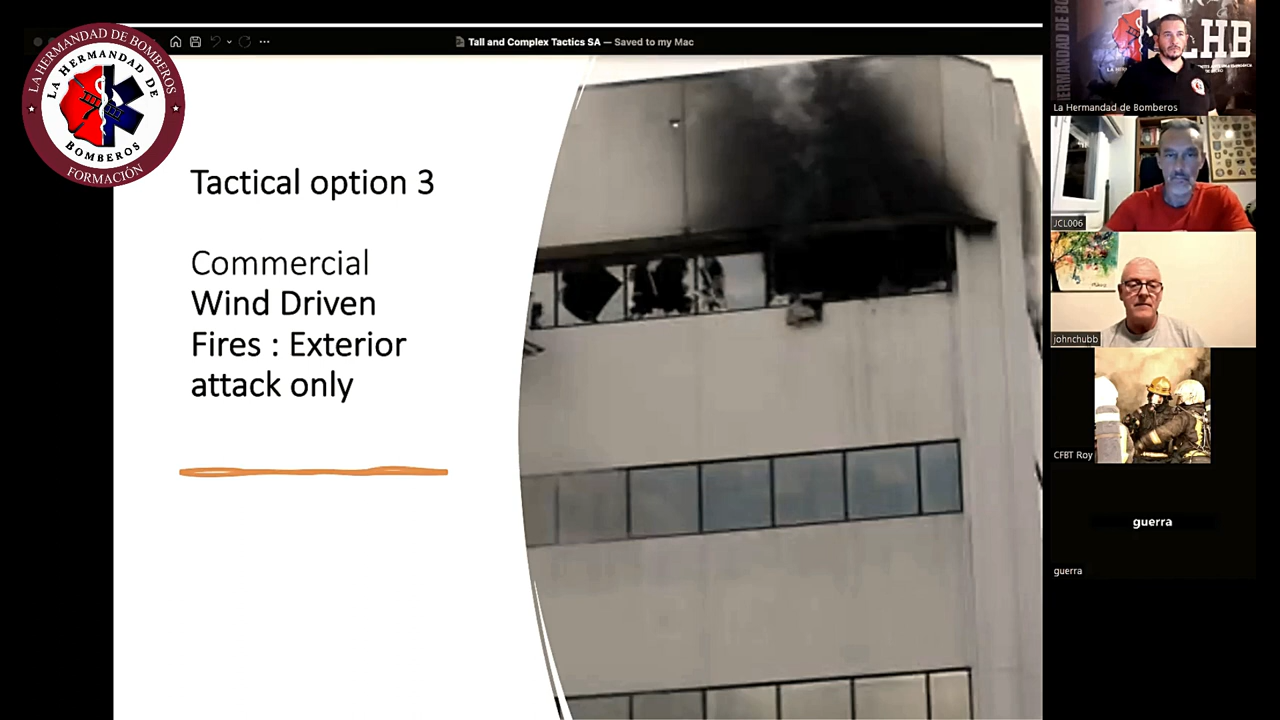 LA HERMANDAD DE BOMBEROS
LA HERMANDAD DE
BOMBEROS
FORMACIÓN
Tall and Complex Tactics SA — Saved to my Mac
Tactical option 3
Commercial
Wind Driven
Fires : Exterior
attack only
LHB
La Hermandad de Bomberos
JCL006
johnchubb
CFBT Roy
guerra
guerra